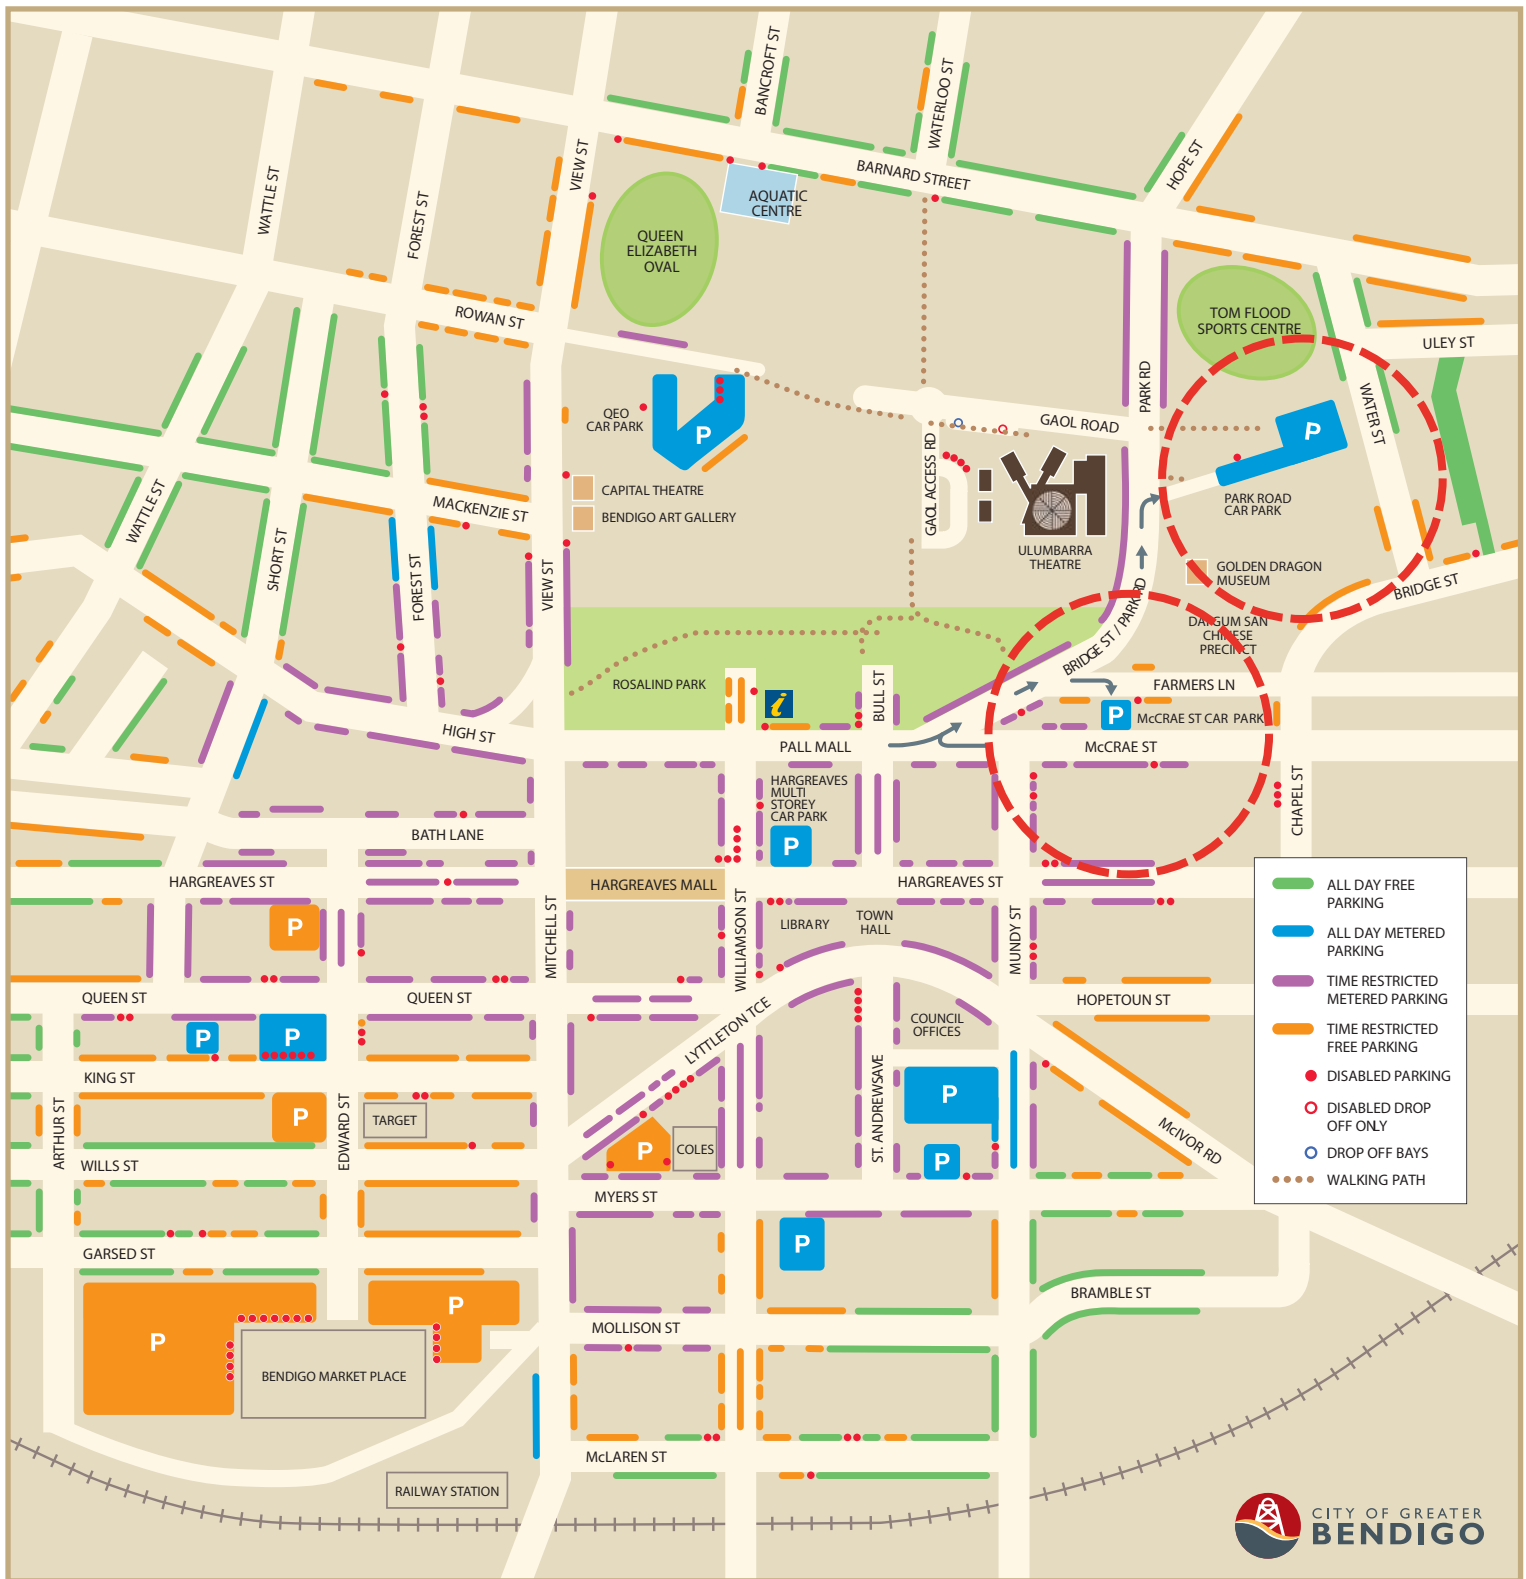 BANCROFT ST
WATERLOO ST
VIEW ST
HOPE ST
WATTLE ST
FOREST ST
BARNARD STREET
AQUATIC
CENTRE
QUEEN
ELIZABETH
OVAL
ROWAN ST
TOM FLOOD
SPORTS CENTRE
ULEY ST
PARK RD
WATER ST
QEO
CAR PARK
P
GAOL ROAD
P
GAOL ACCESS RD
CAPITAL THEATRE
BENDIGO ART GALLERY
MACKENZIE ST
WATTLE ST
SHORT ST
FOREST ST
VIEW ST
PARK ROAD
CAR PARK
ULUMBARRA
THEATRE
GOLDEN DRAGON
MUSEUM
BRIDGE ST
BRIDGE ST / PARK RD
DAI GUM SAN
CHINESE
PRECINCT
ROSALIND PARK
i
BULL ST
FARMERS LN
P
McCRAE ST CAR PARK
HIGH ST
PALL MALL
McCRAE ST
HARGREAVES
MULTI
STOREY
CAR PARK
P
CHAPEL ST
BATH LANE
HARGREAVES ST
HARGREAVES MALL
HARGREAVES ST
MITCHELL ST
WILLIAMSON ST
LIBRARY
TOWN
HALL
MUNDY ST
P
QUEEN ST
QUEEN ST
HOPETOUN ST
P
P
LYTTLETON TCE
COUNCIL
OFFICES
KING ST
ARTHUR ST
EDWARD ST
P
TARGET
P
COLES
ST. ANDREWSAVE
P
P
McIVOR RD
WILLS ST
MYERS ST
GARSED ST
P
P
P
BRAMBLE ST
MOLLISON ST
BENDIGO MARKET PLACE
McLAREN ST
RAILWAY STATION
ALL DAY FREE
PARKING
ALL DAY METERED
PARKING
TIME RESTRICTED
METERED PARKING
TIME RESTRICTED
FREE PARKING
DISABLED PARKING
DISABLED DROP
OFF ONLY
DROP OFF BAYS
WALKING PATH
CITY OF GREATER
BENDIGO